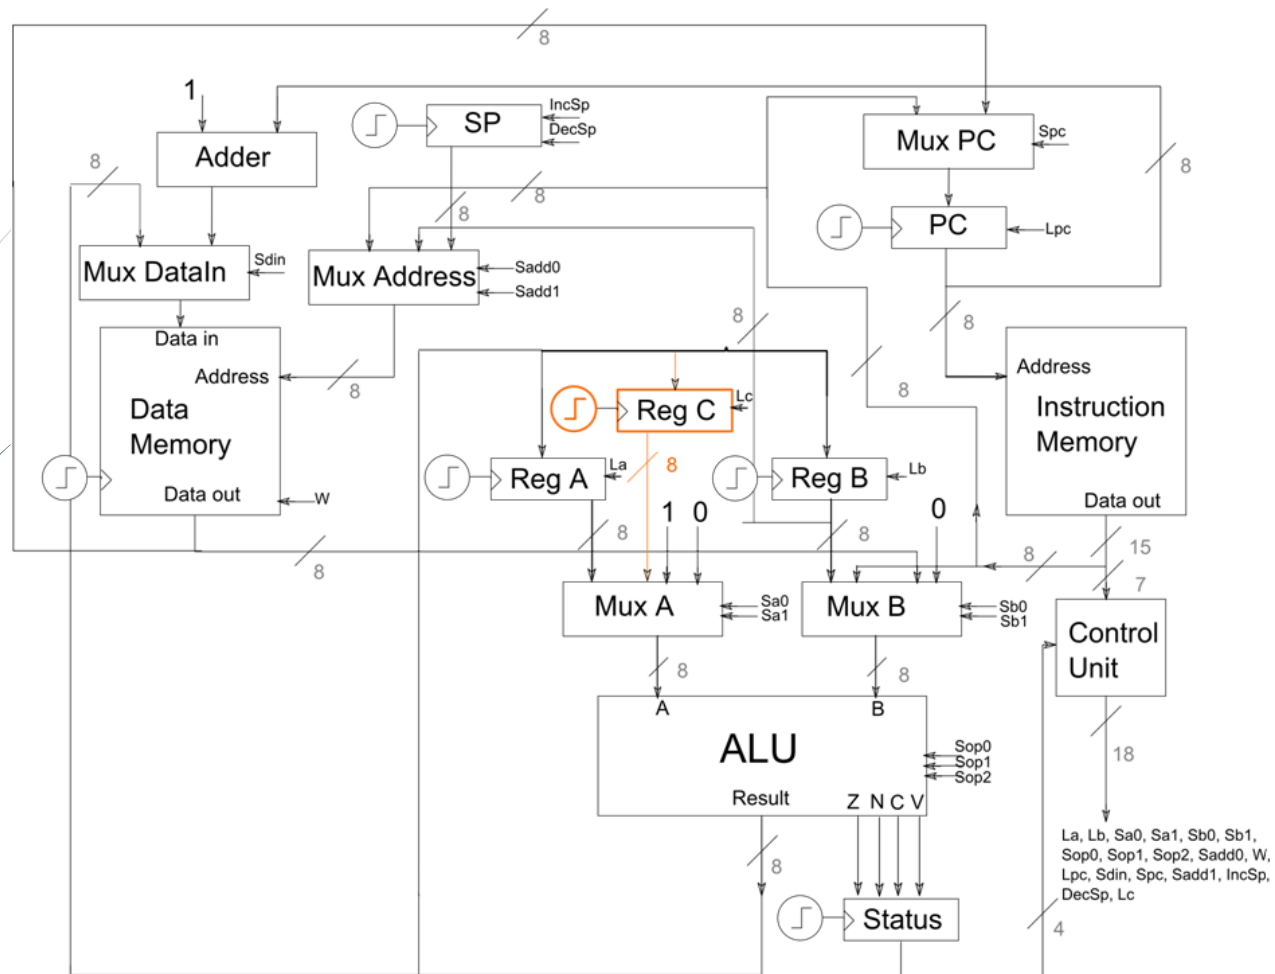 8
1
IncSp
SP
DecSp
Spc
Mux PC
Adder
8
8
8
8
PC
Lpc
Sdin
Mux DataIn
Mux Address
Sadd0
Sadd1
8
8
Data in
Address
8
8
8
Address
Data
Memory
Instruction
Memory
Lc
Reg C
La
8
Lb
Reg A
Reg B
Data out
W
Data out
1 0
0
8
8
15
8
8
7
Mux A
Sa0
Sa1
Mux B
Sb0
Sb1
Control
Unit
8
8
A
B
ALU
Sop0
Sop1
Sop2
18
Result
Z N C V
La, Lb, Sa0, Sa1, Sb0, Sb1,
Sop0, Sop1, Sop2, Sadd0, W,
Lpc, Sdin, Spc, Sadd1, IncSp,
DecSp, Lc
8
Status
4